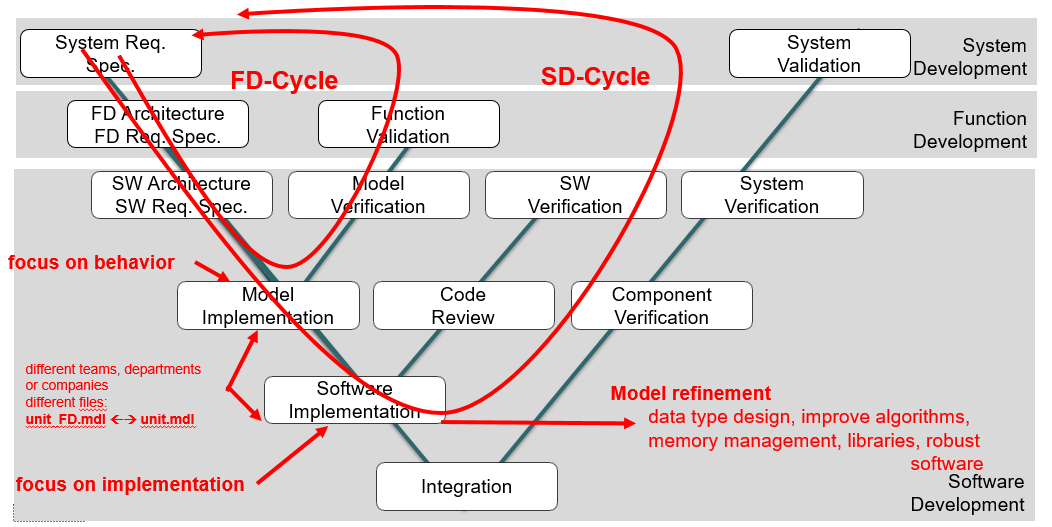 System Req.
Spec.
FD-Cycle
SD-Cycle
System
Validation
System
Development
FD Architecture
FD Req. Spec.
Function
Validation
Function
Development
SW Architecture
SW Req. Spec.
Model
Verification
SW
Verification
System
Verification
focus on behavior
Model
Implementation
Code
Review
Component
Verification
different teams, departments
or companies
different files:
unit_FD.mdl <--> unit.mdl
Software
Implementation
Model refinement
data type design, improve algorithms,
memory management, libraries, robust
software
focus on implementation
Integration
Software
Development